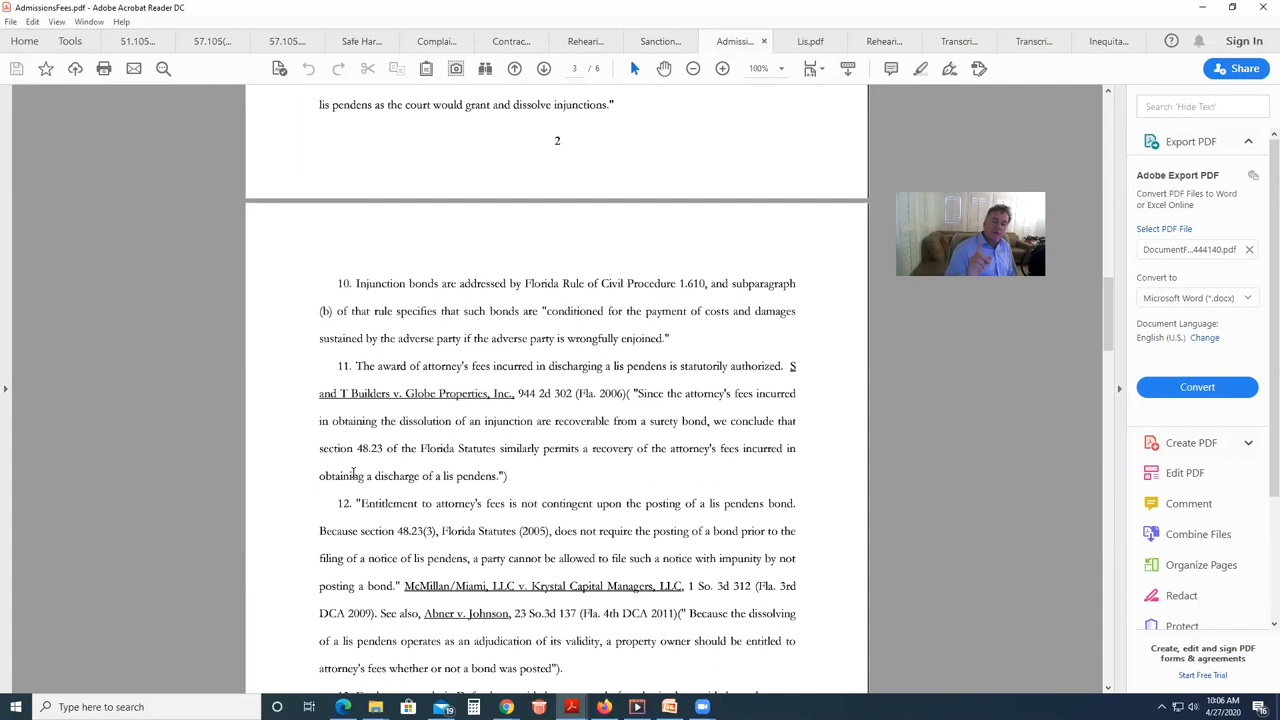 AdmissionsFees.pdf - Adobe Acrobat Reader DC
File Edit View Window Help
Home Tools 51.105... 57.105(... 57.105... Safe Har... Complai... Contrac... Reheari... Sanction... Admissi... × Lis.pdf Reheari... Transcri... Transcri... Inequita... Sign In
3 / 6 100% Share
lis pendens as the court would grant and dissolve injunctions."
2
10. Injunction bonds are addressed by Florida Rule of Civil Procedure 1.610, and subparagraph
(b) of that rule specifies that such bonds are "conditioned for the payment of costs and damages
sustained by the adverse party if the adverse party is wrongfully enjoined."
11. The award of attorney's fees incurred in discharging a lis pendens is statutorily authorized. S
and T Builders v. Globe Properties, Inc., 944 2d 302 (Fla. 2006)( "Since the attorney's fees incurred
in obtaining the dissolution of an injunction are recoverable from a surety bond, we conclude that
section 48.23 of the Florida Statutes similarly permits a recovery of the attorney's fees incurred in
obtaining a discharge of a lis pendens.")
12. "Entitlement to attorney's fees is not contingent upon the posting of a lis pendens bond.
Because section 48.23(3), Florida Statutes (2005), does not require the posting of a bond prior to the
filing of a notice of lis pendens, a party cannot be allowed to file such a notice with impunity by not
posting a bond." McMillan/Miami, LLC v. Krystal Capital Managers, LLC, 1 So. 3d 312 (Fla. 3rd
DCA 2009). See also, Abner v. Johnson, 23 So.3d 137 (Fla. 4th DCA 2011)(" Because the dissolving
of a lis pendens operates as an adjudication of its validity, a property owner should be entitled to
attorney's fees whether or not a bond was posted").
Search 'Hide Text'
Export PDF
Adobe Export PDF
Convert PDF Files to Word
or Excel Online
Select PDF File
DocumentF...444140.pdf
Convert to
Microsoft Word (*.docx)
Document Language:
English (U.S.) Change
Convert
Create PDF
Edit PDF
Comment
Combine Files
Organize Pages
Redact
Protect
Create, edit and sign PDF
forms & agreements
Start Free Trial
Type here to search
19
10:06 AM
4/27/2020
16